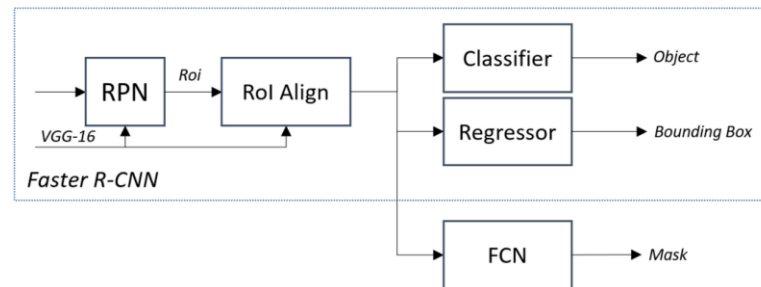 Classifier
Object
Roi
RPN
RoI Align
VGG-16
Regressor
Bounding Box
Faster R-CNN
FCN
Mask